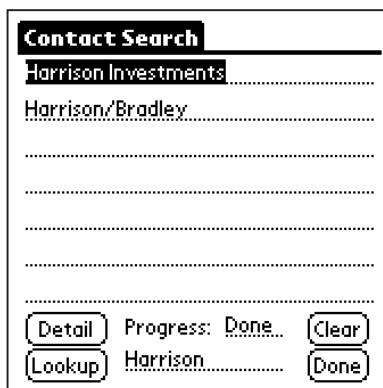 Contact Search
Harrison Investments
Harrison/Bradley
Detail Progress: Done Clear
Lookup Harrison Done